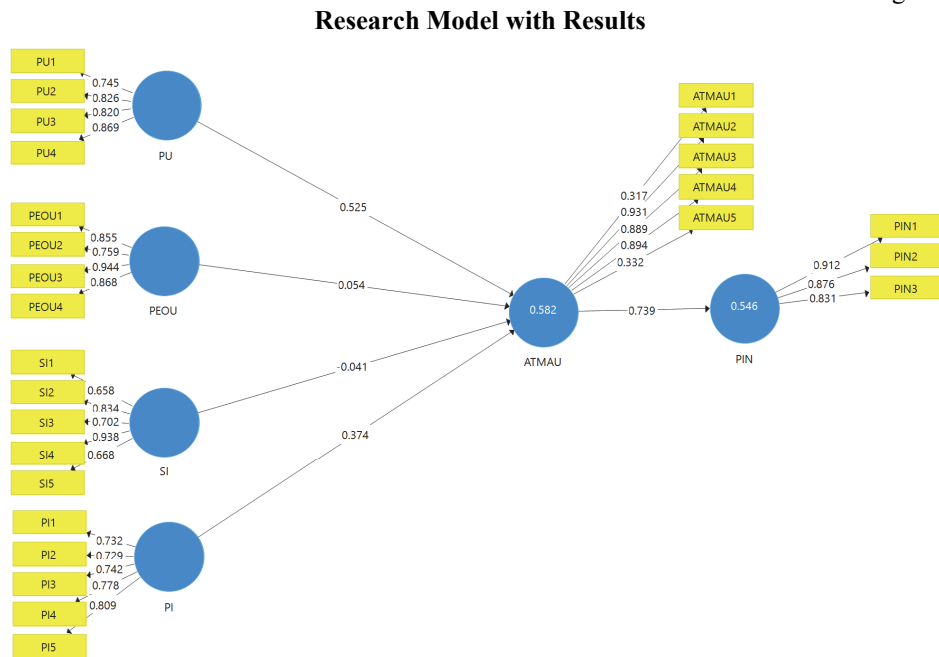 Research Model with Results
PU1
PU2
PU3
PU4
0.745
0.826
0.820
0.869
PU
PEOU1
PEOU2
PEOU3
PEOU4
0.855
0.759
0.944
0.868
PEOU
SI1
SI2
SI3
SI4
SI5
0.658
0.834
0.702
0.938
0.668
SI
PI1
PI2
PI3
PI4
PI5
0.732
0.729
0.742
0.778
0.809
PI
0.525
0.054
-0.041
0.374
ATMAU1
ATMAU2
ATMAU3
ATMAU4
ATMAU5
0.317
0.931
0.889
0.894
0.332
0.582
ATMAU
0.739
0.546
PIN
PIN1
PIN2
PIN3
0.912
0.876
0.831